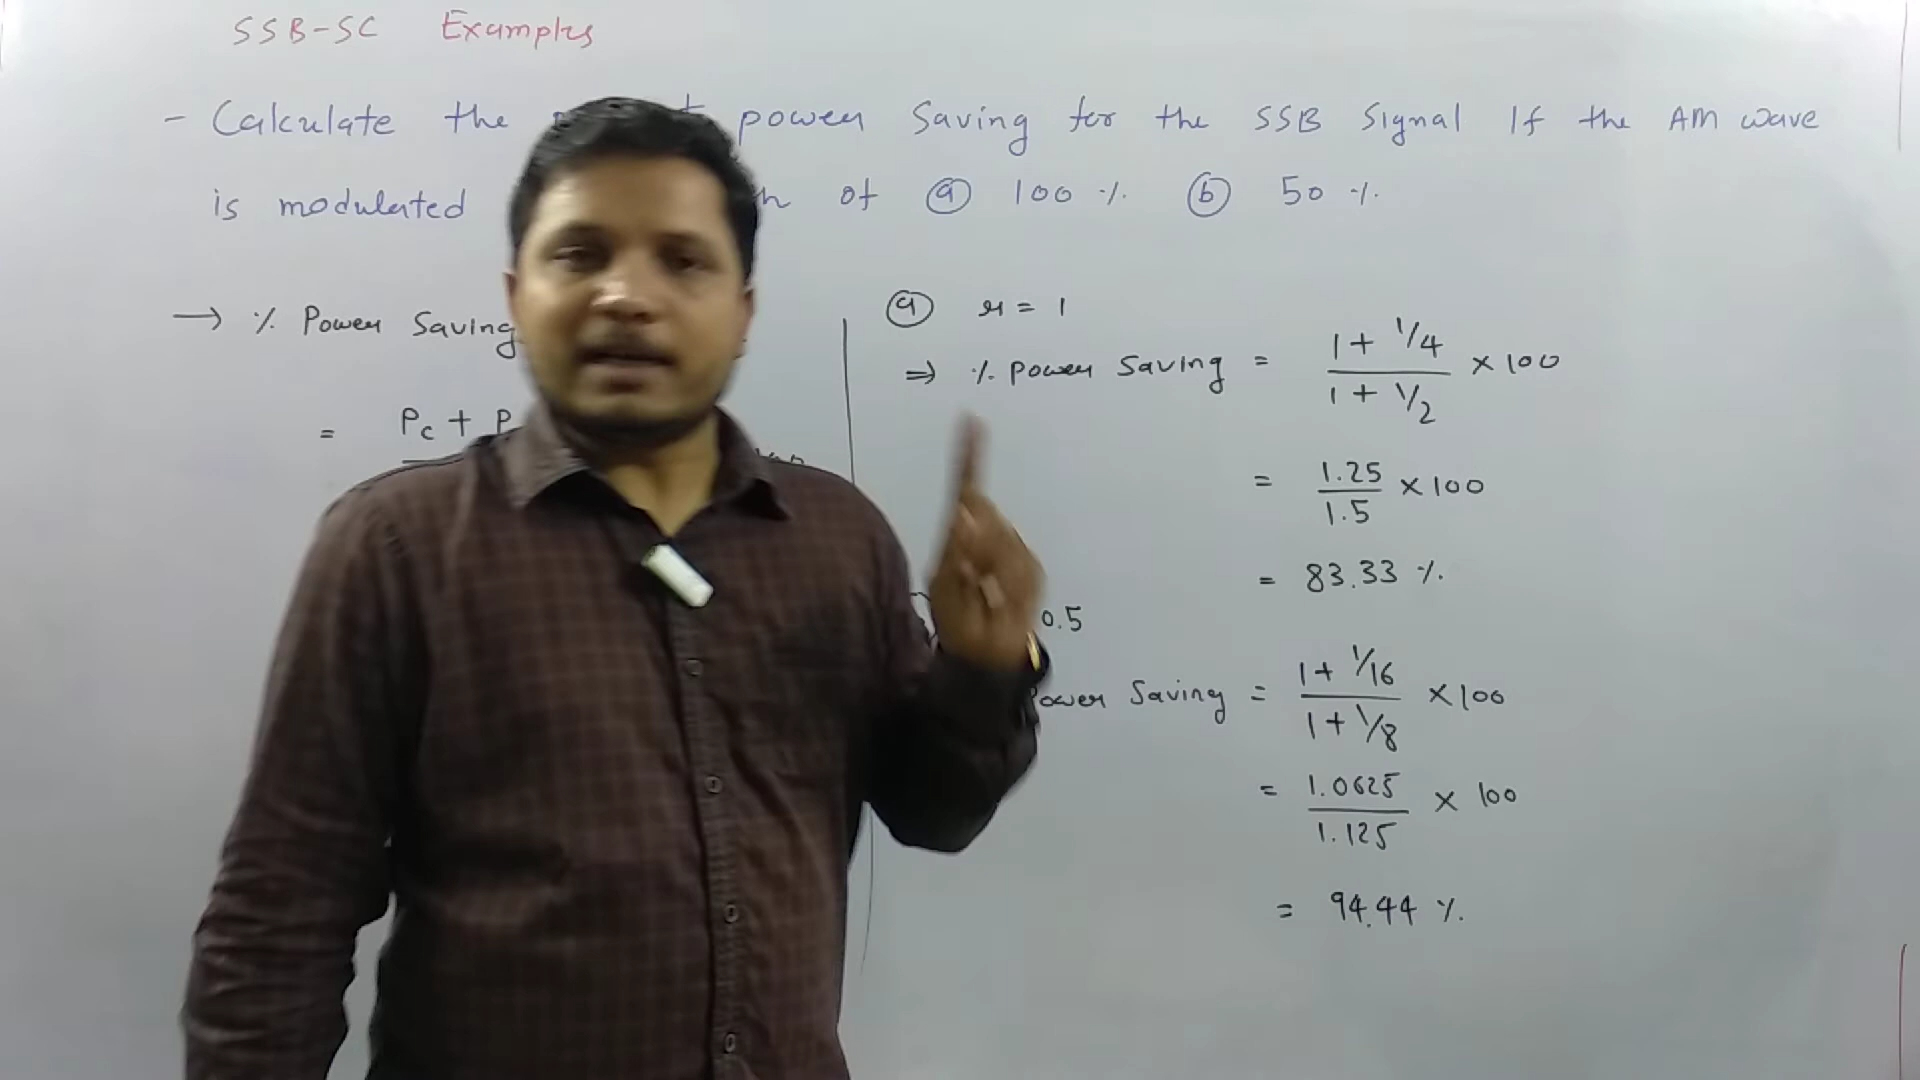 SSB-SC Examples
- Calculate the power Saving for the SSB Signal If the AM wave
is modulated of ⓐ 100 % ⓑ 50 %.
→ % Power Saving
= Pc + P
ⓐ μ = 1
⇒ % Power Saving = 1 + 1/4 / 1 + 1/2 × 100
= 1.25 / 1.5 × 100
= 83.33 %.
0.5
Power Saving = 1 + 1/16 / 1 + 1/8 × 100
= 1.0625 / 1.125 × 100
= 94.44 %.